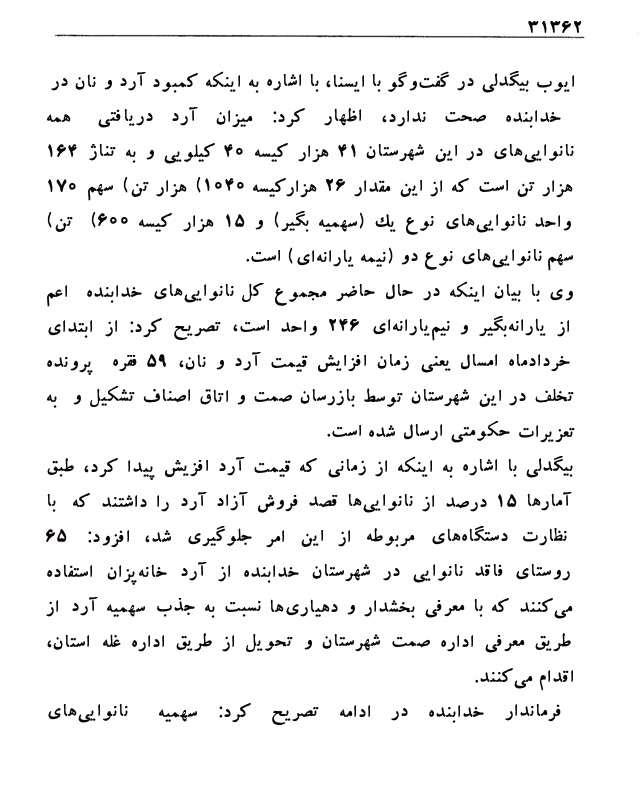 ۳۱۳۶۲
ایوب بیگدلی در گفت‌وگو با ایسنا، با اشاره به اینکه کمبود آرد و نان در
خدابنده صحت ندارد، اظهار کرد: میزان آرد دریافتی همه
نانوایی‌های در این شهرستان ۴۱ هزار کیسه ۴۰ کیلویی و به تناژ ۱۶۴
هزار تن است که از این مقدار ۲۶ هزارکیسه ۱۰۴۰) هزار تن) سهم ۱۷۰
واحد نانوایی‌های نوع یك (سهمیه بگیر) و ۱۵ هزار کیسه ۶۰۰) تن)
سهم نانوایی‌های نوع دو (نیمه یارانه‌ای) است.
وی با بیان اینکه در حال حاضر مجموع کل نانوایی‌های خدابنده اعم
از یارانه‌بگیر و نیم‌یارانه‌ای ۲۴۶ واحد است، تصریح کرد: از ابتدای
خردادماه امسال یعنی زمان افزایش قیمت آرد و نان، ۵۹ فقره پرونده
تخلف در این شهرستان توسط بازرسان صمت و اتاق اصناف تشکیل و به
تعزیرات حکومتی ارسال شده است.
بیگدلی با اشاره به اینکه از زمانی که قیمت آرد افزیش پیدا کرد، طبق
آمارها ۱۵ درصد از نانوایی‌ها قصد فروش آزاد آرد را داشتند که با
نظارت دستگاه‌های مربوطه از این امر جلوگیری شد، افزود: ۶۵
روستای فاقد نانوایی در شهرستان خدابنده از آرد خانه‌پزان استفاده
می‌کنند که با معرفی بخشدار و دهیاری‌ها نسبت به جذب سهمیه آرد از
طریق معرفی اداره صمت شهرستان و تحویل از طریق اداره غله استان،
اقدام می‌کنند.
فرماندار خدابنده در ادامه تصریح کرد: سهمیه نانوایی‌های